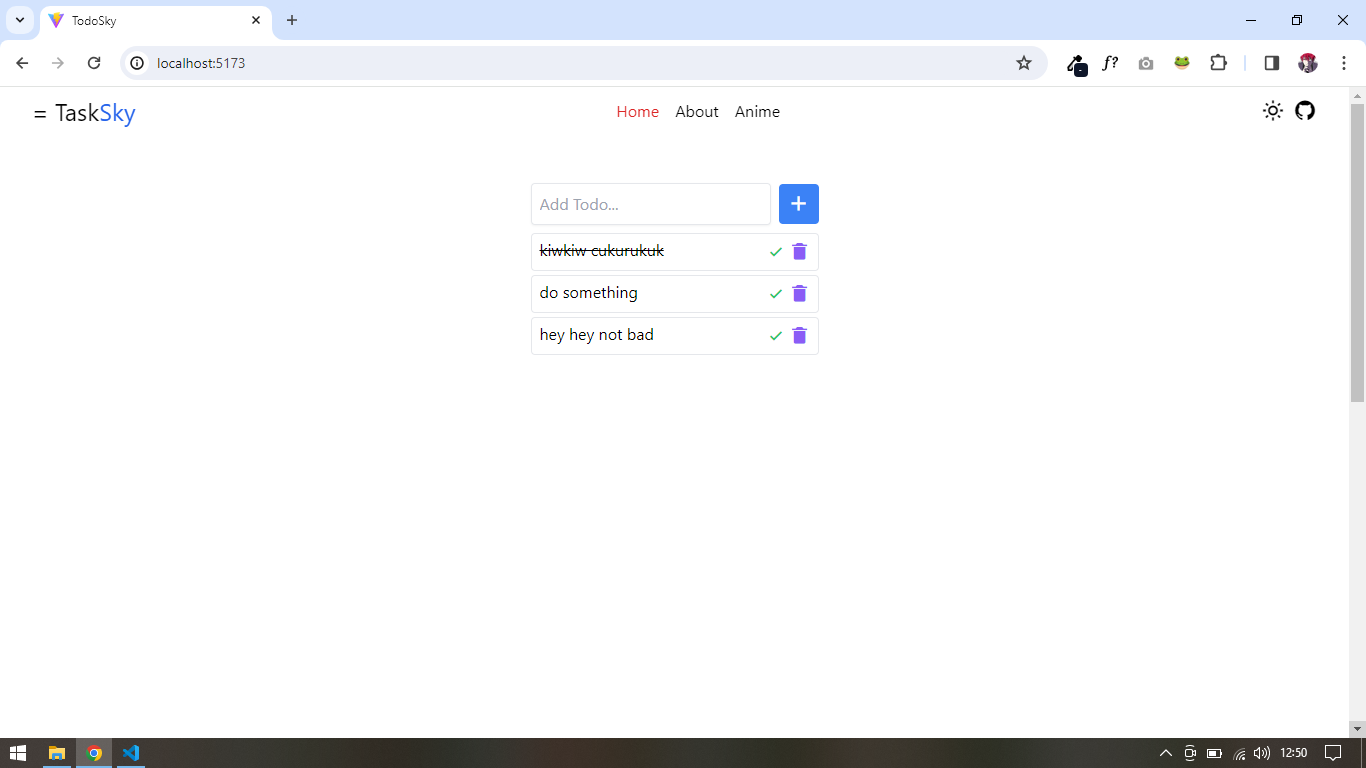 TodoSky
localhost:5173
f?
= TaskSky
Home About Anime
Add Todo...
kiwkiw cukurukuk
do something
hey hey not bad
12:50